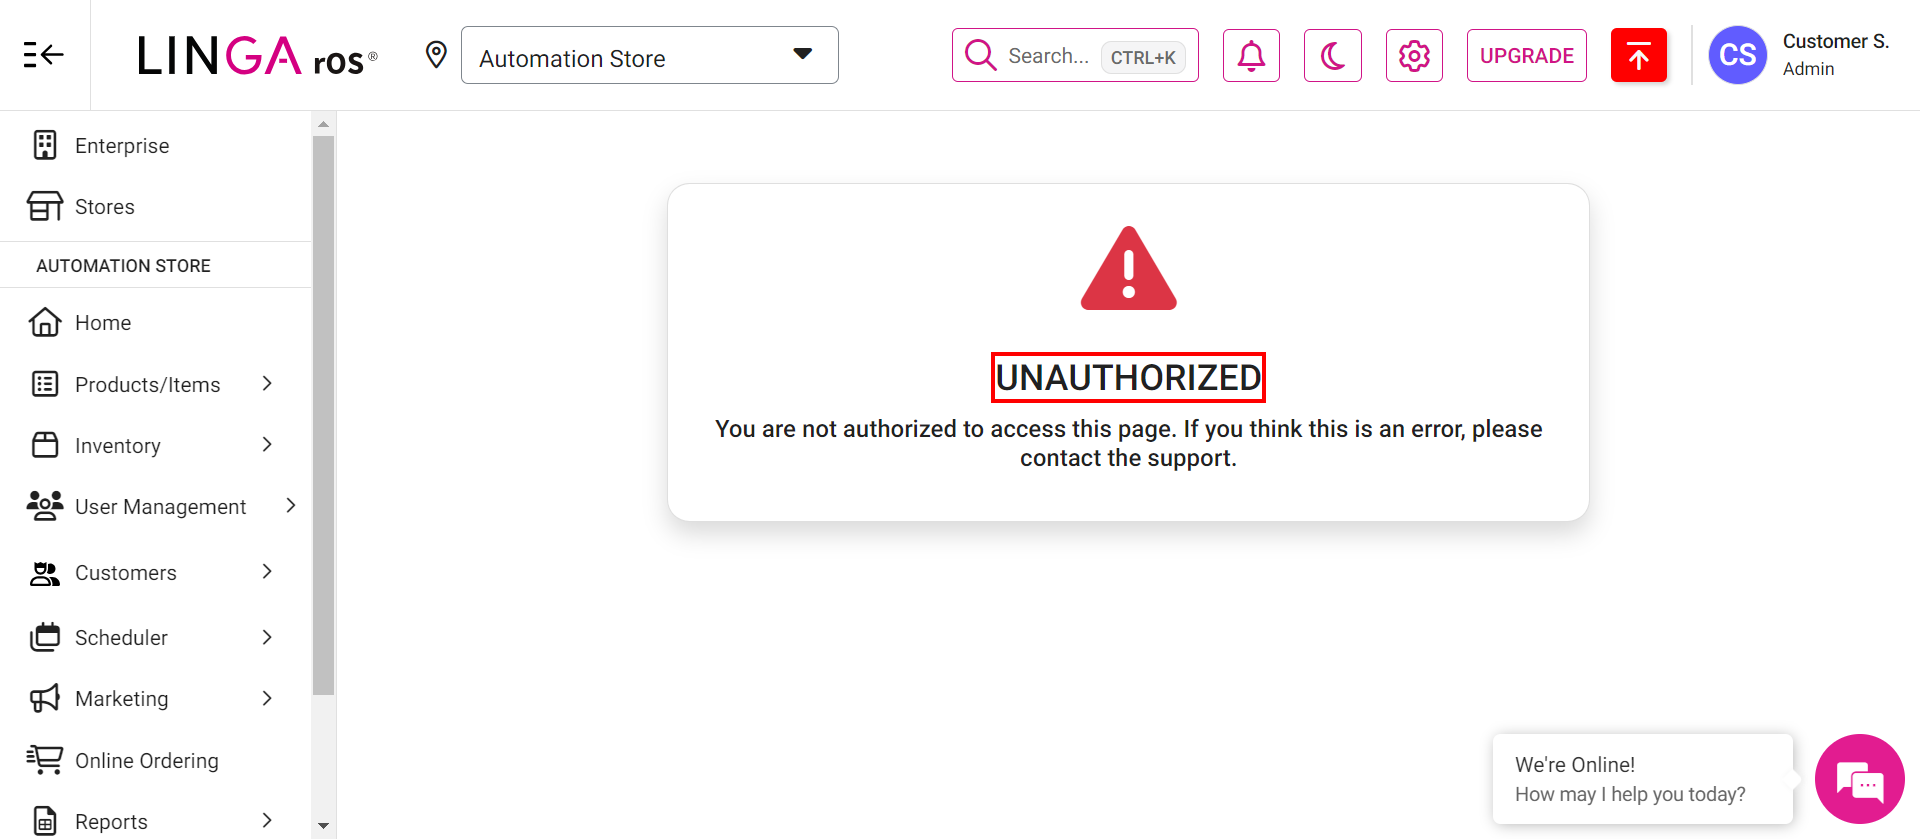 LINGA ros®
Automation Store
Search...
CTRL+K
UPGRADE
CS
Customer S.
Admin
Enterprise
Stores
AUTOMATION STORE
Home
Products/Items
Inventory
User Management
Customers
Scheduler
Marketing
Online Ordering
Reports
UNAUTHORIZED
You are not authorized to access this page. If you think this is an error, please
contact the support.
We're Online!
How may I help you today?